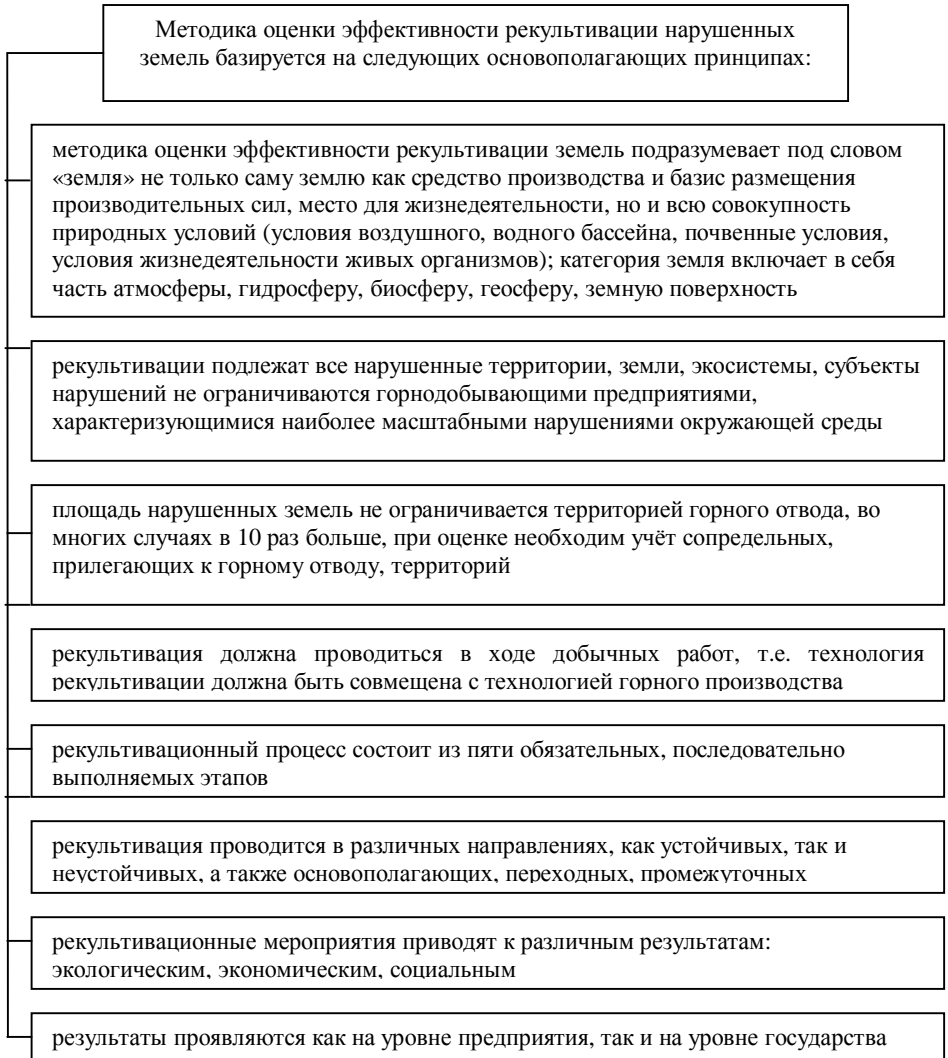 Методика оценки эффективности рекультивации нарушенных
земель базируется на следующих основополагающих принципах:
методика оценки эффективности рекультивации земель подразумевает под словом
«земля» не только саму землю как средство производства и базис размещения
производительных сил, место для жизнедеятельности, но и всю совокупность
природных условий (условия воздушного, водного бассейна, почвенные условия,
условия жизнедеятельности живых организмов); категория земля включает в себя
часть атмосферы, гидросферу, биосферу, геосферу, земную поверхность
рекультивации подлежат все нарушенные территории, земли, экосистемы, субъекты
нарушений не ограничиваются горнодобывающими предприятиями,
характеризующимися наиболее масштабными нарушениями окружающей среды
площадь нарушенных земель не ограничивается территорией горного отвода, во
многих случаях в 10 раз больше, при оценке необходим учёт сопредельных,
прилегающих к горному отводу, территорий
рекультивация должна проводиться в ходе добычных работ, т.е. технология
рекультивации должна быть совмещена с технологией горного производства
рекультивационный процесс состоит из пяти обязательных, последовательно
выполняемых этапов
рекультивация проводится в различных направлениях, как устойчивых, так и
неустойчивых, а также основополагающих, переходных, промежуточных
рекультивационные мероприятия приводят к различным результатам:
экологическим, экономическим, социальным
результаты проявляются как на уровне предприятия, так и на уровне государства